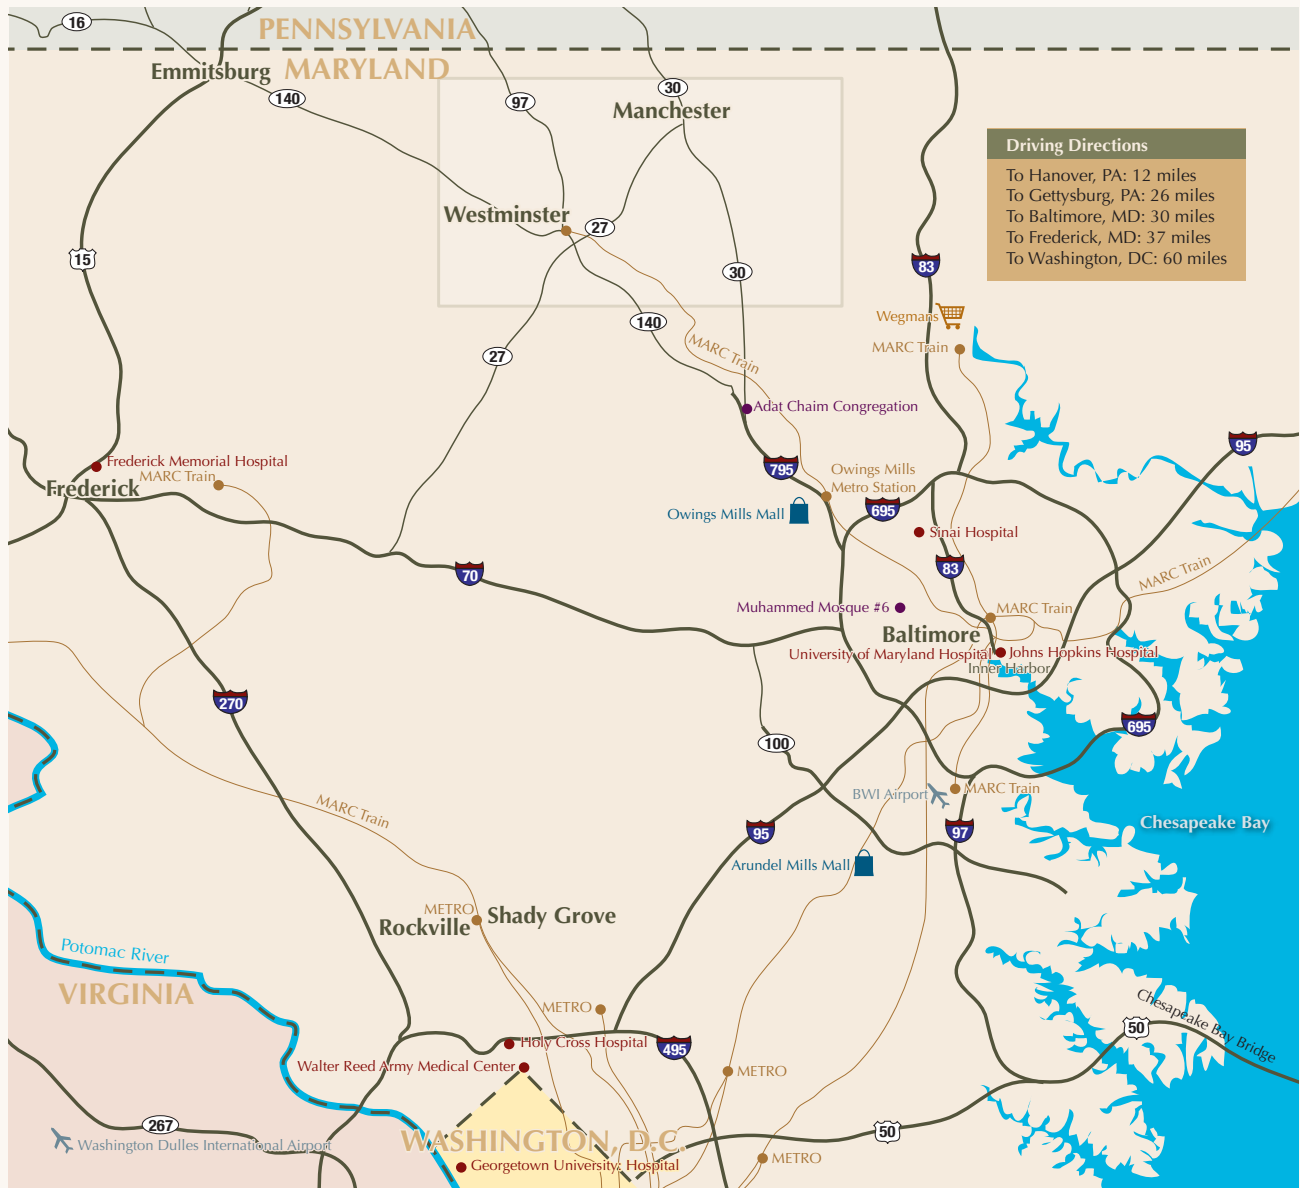 16
PENNSYLVANIA
MARYLAND
Emmitsburg
140
97
30
Manchester
Driving Directions
To Hanover, PA: 12 miles
To Gettysburg, PA: 26 miles
To Baltimore, MD: 30 miles
To Frederick, MD: 37 miles
To Washington, DC: 60 miles
Westminster
27
15
83
30
Wegmans
140
MARC Train
MARC Train
27
Adat Chaim Congregation
95
Frederick Memorial Hospital
MARC Train
Frederick
795
Owings Mills
Metro Station
695
Owings Mills Mall
Sinai Hospital
70
83
MARC Train
Muhammed Mosque #6
MARC Train
Baltimore
University of Maryland Hospital
Johns Hopkins Hospital
Inner Harbor
270
695
100
BWI Airport
MARC Train
MARC Train
95
97
Chesapeake Bay
Arundel Mills Mall
METRO
Shady Grove
Rockville
Potomac River
VIRGINIA
METRO
Chesapeake Bay Bridge
50
Holy Cross Hospital
495
Walter Reed Army Medical Center
METRO
267
50
Washington Dulles International Airport
WASHINGTON, D.C.
METRO
Georgetown University: Hospital